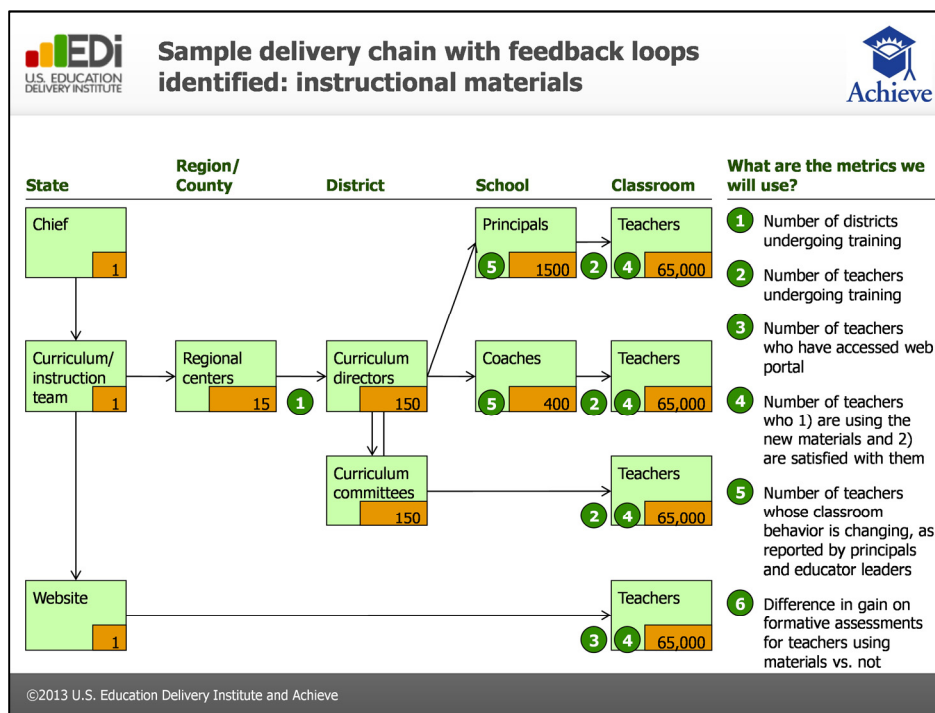 EDi
U.S. EDUCATION
DELIVERY INSTITUTE
Sample delivery chain with feedback loops
identified: instructional materials
Achieve
State
Region/
County
District
School
Classroom
What are the metrics we
will use?
Chief
1
Principals
5
1500
2
Teachers
4
65,000
Curriculum/
instruction
team
1
Regional
centers
15
1
Curriculum
directors
150
Coaches
5
400
2
Teachers
4
65,000
Curriculum
committees
150
2
Teachers
4
65,000
Website
1
3
Teachers
4
65,000
1 Number of districts
undergoing training
2 Number of teachers
undergoing training
3 Number of teachers
who have accessed web
portal
4 Number of teachers
who 1) are using the
new materials and 2)
are satisfied with them
5 Number of teachers
whose classroom
behavior is changing, as
reported by principals
and educator leaders
6 Difference in gain on
formative assessments
for teachers using
materials vs. not
©2013 U.S. Education Delivery Institute and Achieve